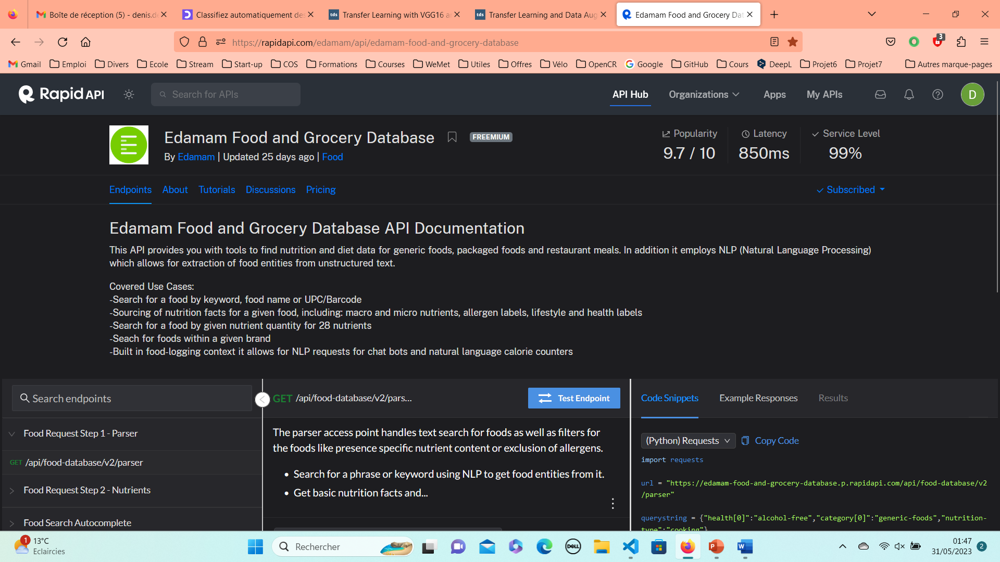 Boîte de réception (5) - denis.d
Classifiez automatiquement des
tds Transfer Learning with VGG16 a
tds Transfer Learning and Data Aug
Edamam Food and Grocery Dat
https://rapidapi.com/edamam/api/edamam-food-and-grocery-database
3
Gmail Emploi Divers Ecole Stream Start-up COS Formations Courses WeMet Utiles Offres Vélo OpenCR Google GitHub Cours DeepL Projet6 Projet7 Autres marque-pages
Rapid API
Search for APIs
API Hub Organizations Apps My APIs D
Edamam Food and Grocery Database FREEMIUM
By Edamam | Updated 25 days ago | Food
Popularity Latency Service Level
9.7 / 10 850ms 99%
Endpoints About Tutorials Discussions Pricing Subscribed
Edamam Food and Grocery Database API Documentation
This API provides you with tools to find nutrition and diet data for generic foods, packaged foods and restaurant meals. In addition it employs NLP (Natural Language Processing)
which allows for extraction of food entities from unstructured text.
Covered Use Cases:
-Search for a food by keyword, food name or UPC/Barcode
-Sourcing of nutrition facts for a given food, including: macro and micro nutrients, allergen labels, lifestyle and health labels
-Search for a food by given nutrient quantity for 28 nutrients
-Seach for foods within a given brand
-Built in food-logging context it allows for NLP requests for chat bots and natural language calorie counters
Search endpoints
Food Request Step 1 - Parser
GET /api/food-database/v2/parser
Food Request Step 2 - Nutrients
Food Search Autocomplete
GET /api/food-database/v2/pars...
Test Endpoint
The parser access point handles text search for foods as well as filters for
the foods like presence specific nutrient content or exclusion of allergens.
• Search for a phrase or keyword using NLP to get food entities from it.
• Get basic nutrition facts and...
Code Snippets Example Responses Results
(Python) Requests Copy Code
import requests
url = "https://edamam-food-and-grocery-database.p.rapidapi.com/api/food-database/v2
/parser"
querystring = {"health[0]":"alcohol-free","category[0]":"generic-foods","nutrition-
type":"cooking"}
1
13°C
Eclaircies
Rechercher
DELL
01:47
31/05/2023
2